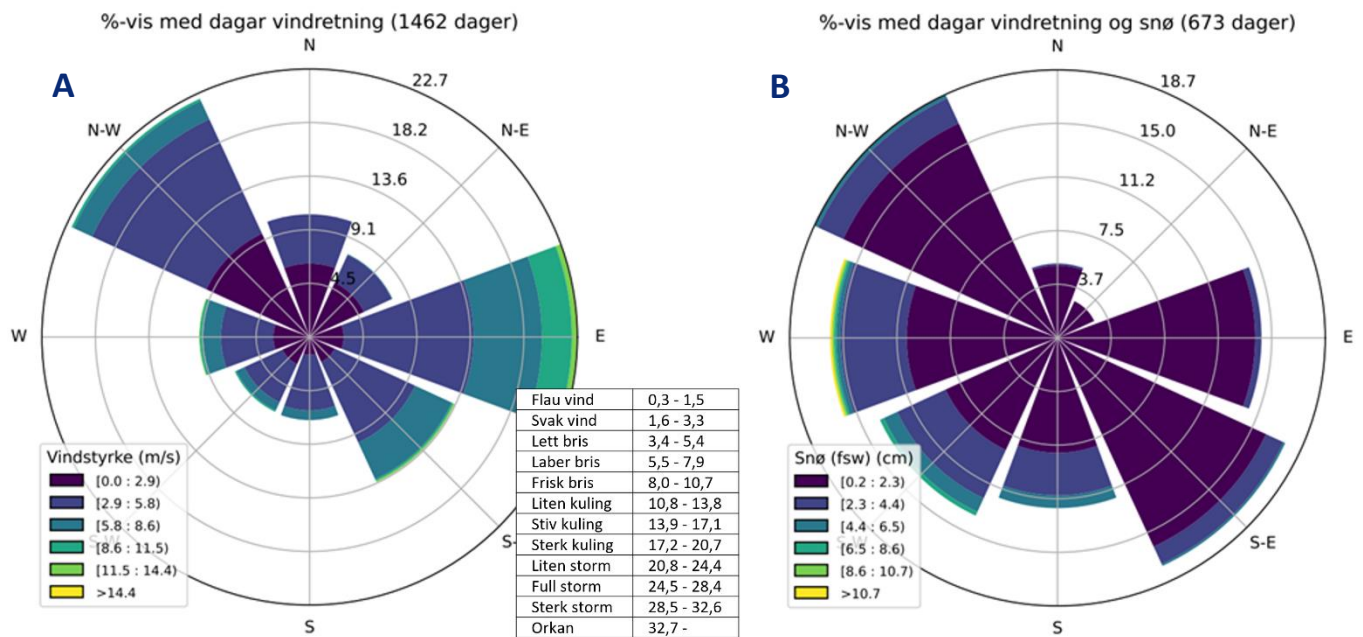 %-vis med dagar vindretning (1462 dager)
A
N
22.7
N-W
18.2
N-E
13.6
9.1
4.5
W
E
S
Vindstyrke (m/s)
[0.0 : 2.9)
[2.9 : 5.8)
[5.8 : 8.6)
[8.6 : 11.5)
[11.5 : 14.4)
>14.4
S-W
S-
Flau vind 0,3 - 1,5
Svak vind 1,6 - 3,3
Lett bris 3,4 - 5,4
Laber bris 5,5 - 7,9
Frisk bris 8,0 - 10,7
Liten kuling 10,8 - 13,8
Stiv kuling 13,9 - 17,1
Sterk kuling 17,2 - 20,7
Liten storm 20,8 - 24,4
Full storm 24,5 - 28,4
Sterk storm 28,5 - 32,6
Orkan 32,7 -
%-vis med dagar vindretning og snø (673 dager)
B
N
18.7
N-W
15.0
N-E
11.2
7.5
3.7
W
E
Snø (fsw) (cm)
[0.2 : 2.3)
[2.3 : 4.4)
[4.4 : 6.5)
[6.5 : 8.6)
[8.6 : 10.7)
>10.7
S-W
S-E
S